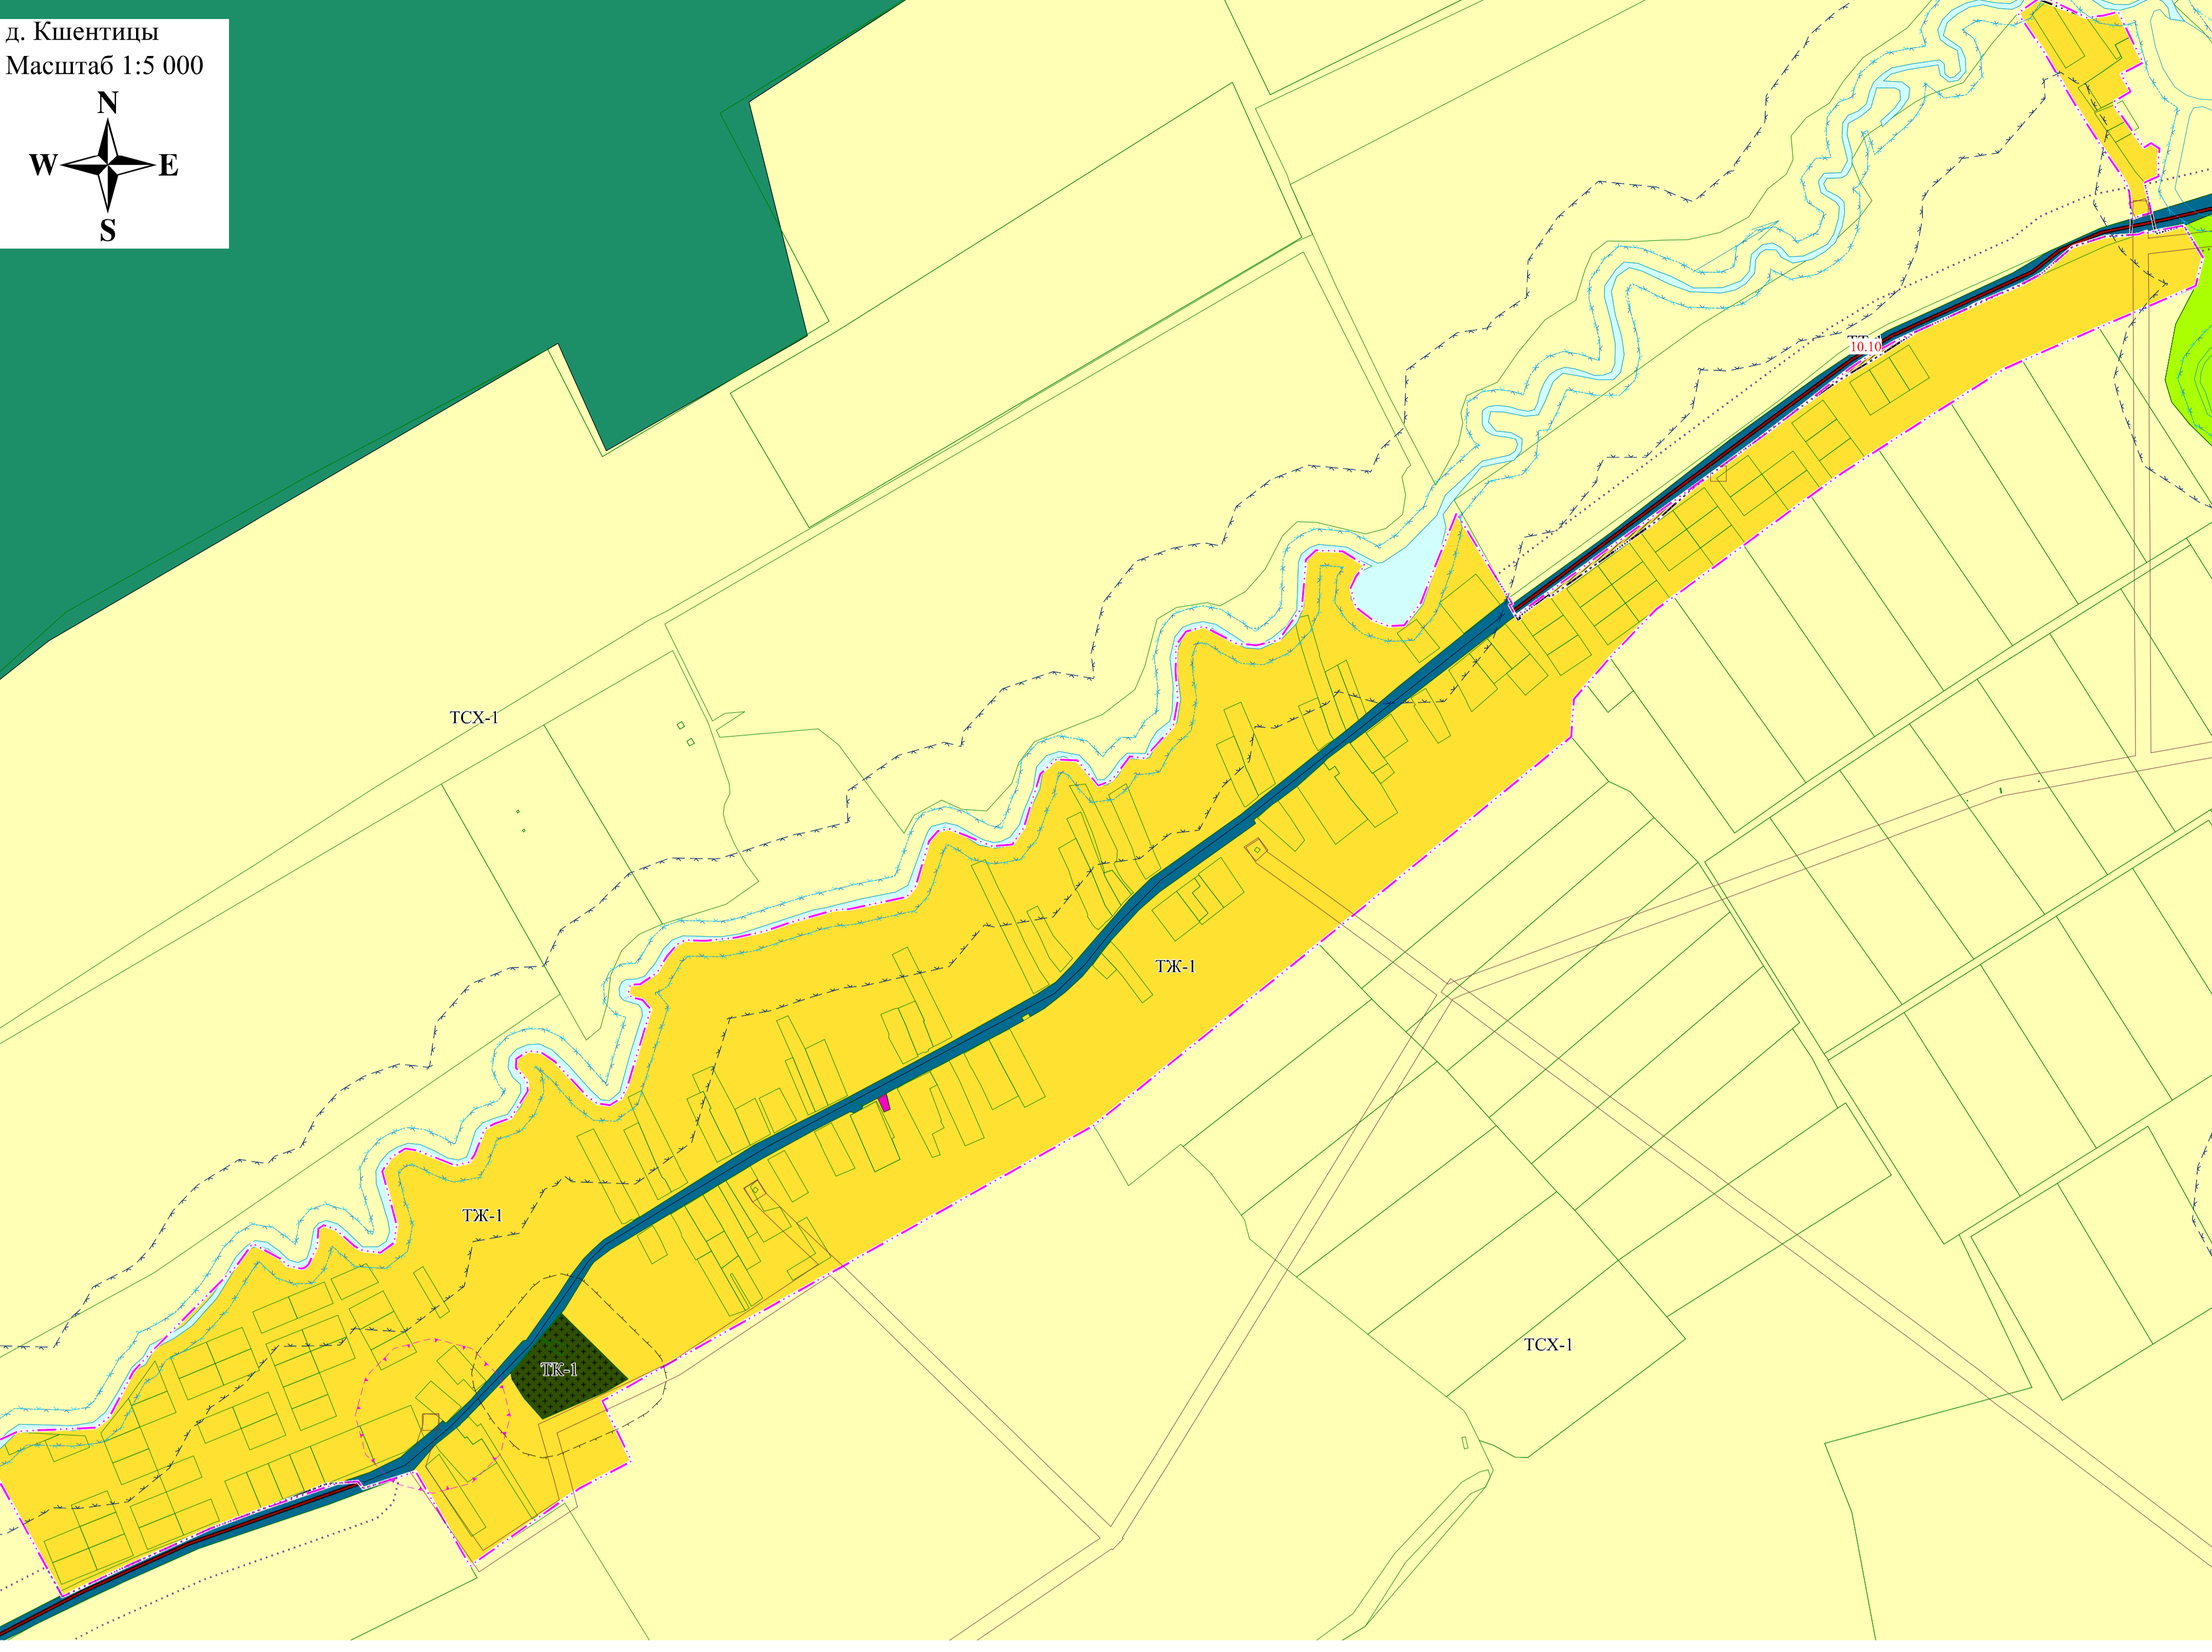 д. Кшентицы
Масштаб 1:5 000
N
W E
S
10.10
ТСХ-1
ТЖ-1
ТЖ-1
ТСХ-1
ТК-1